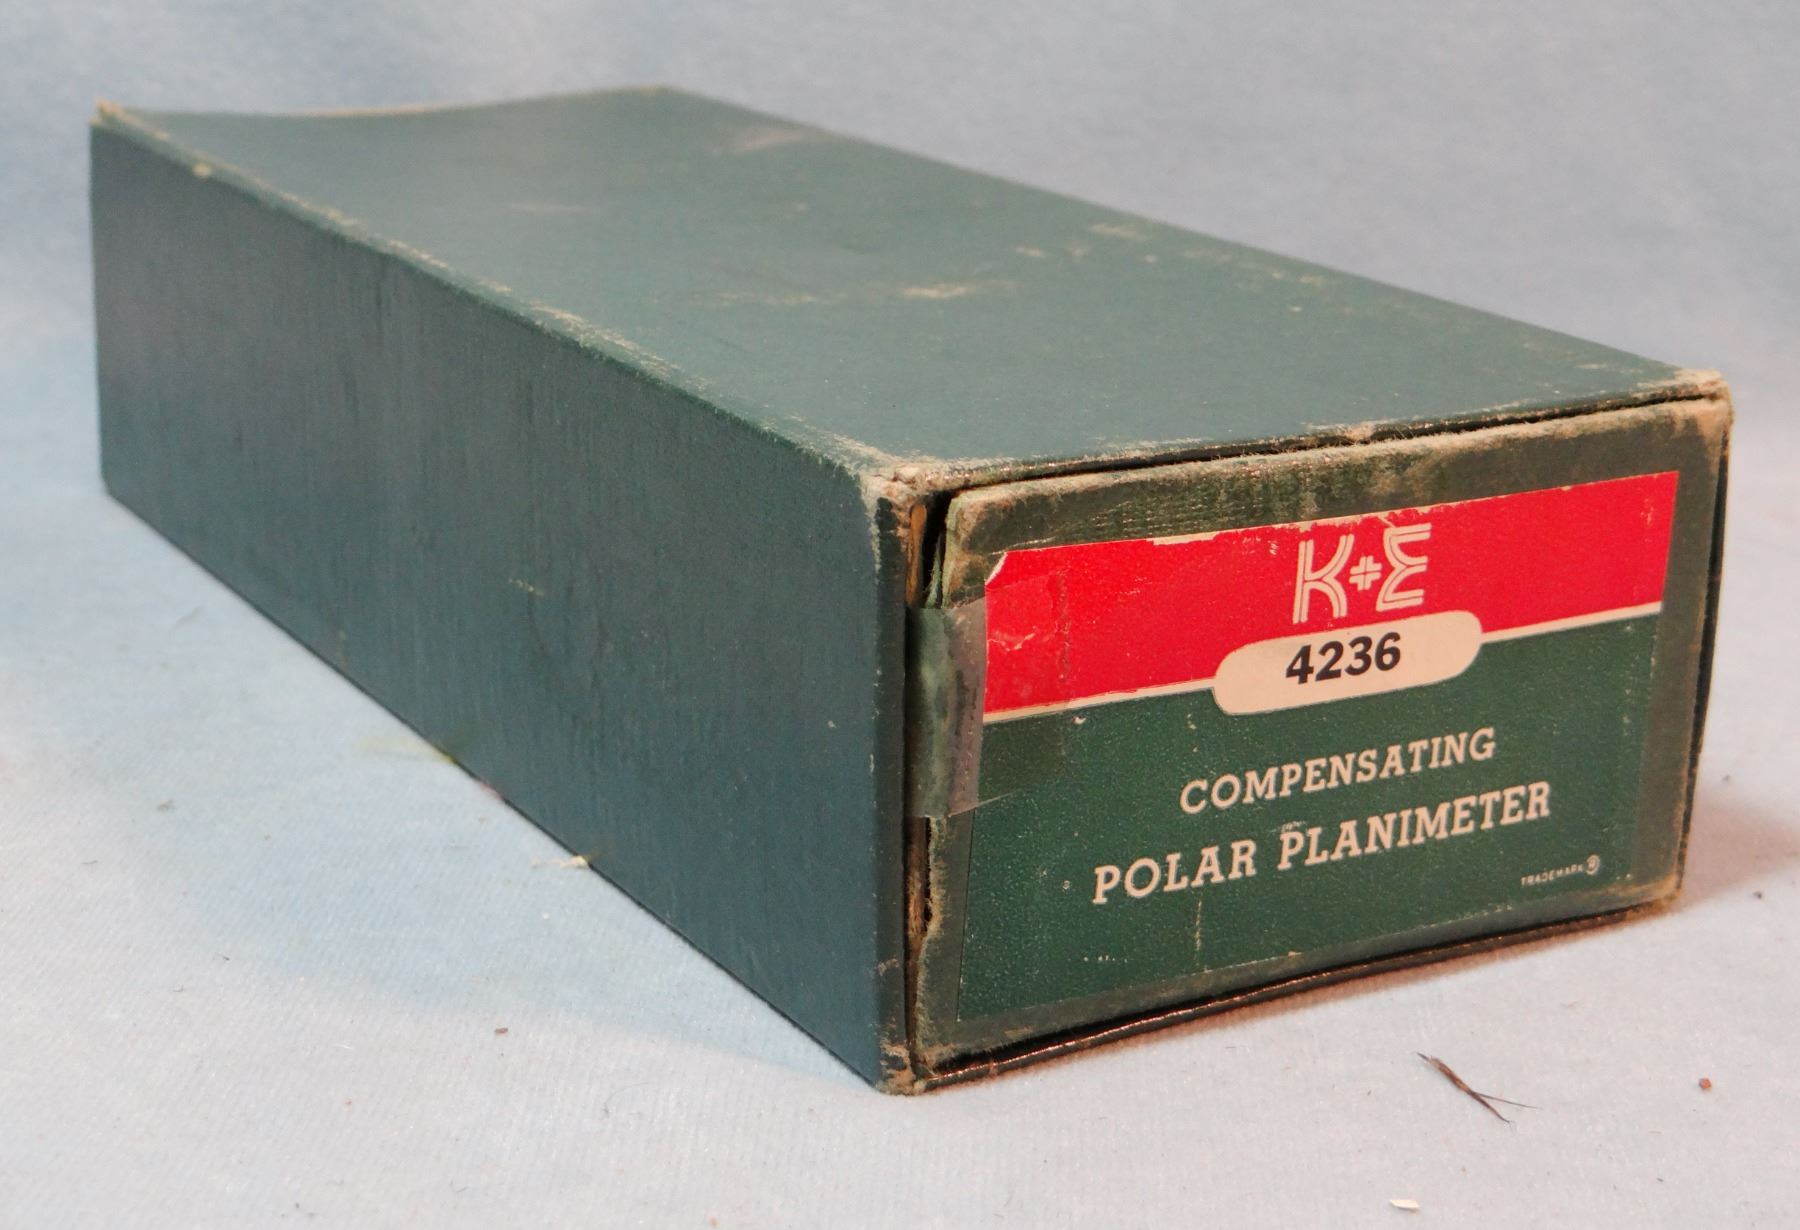 K+E
4236
COMPENSATING
POLAR PLANIMETER
TRADEMARK ®